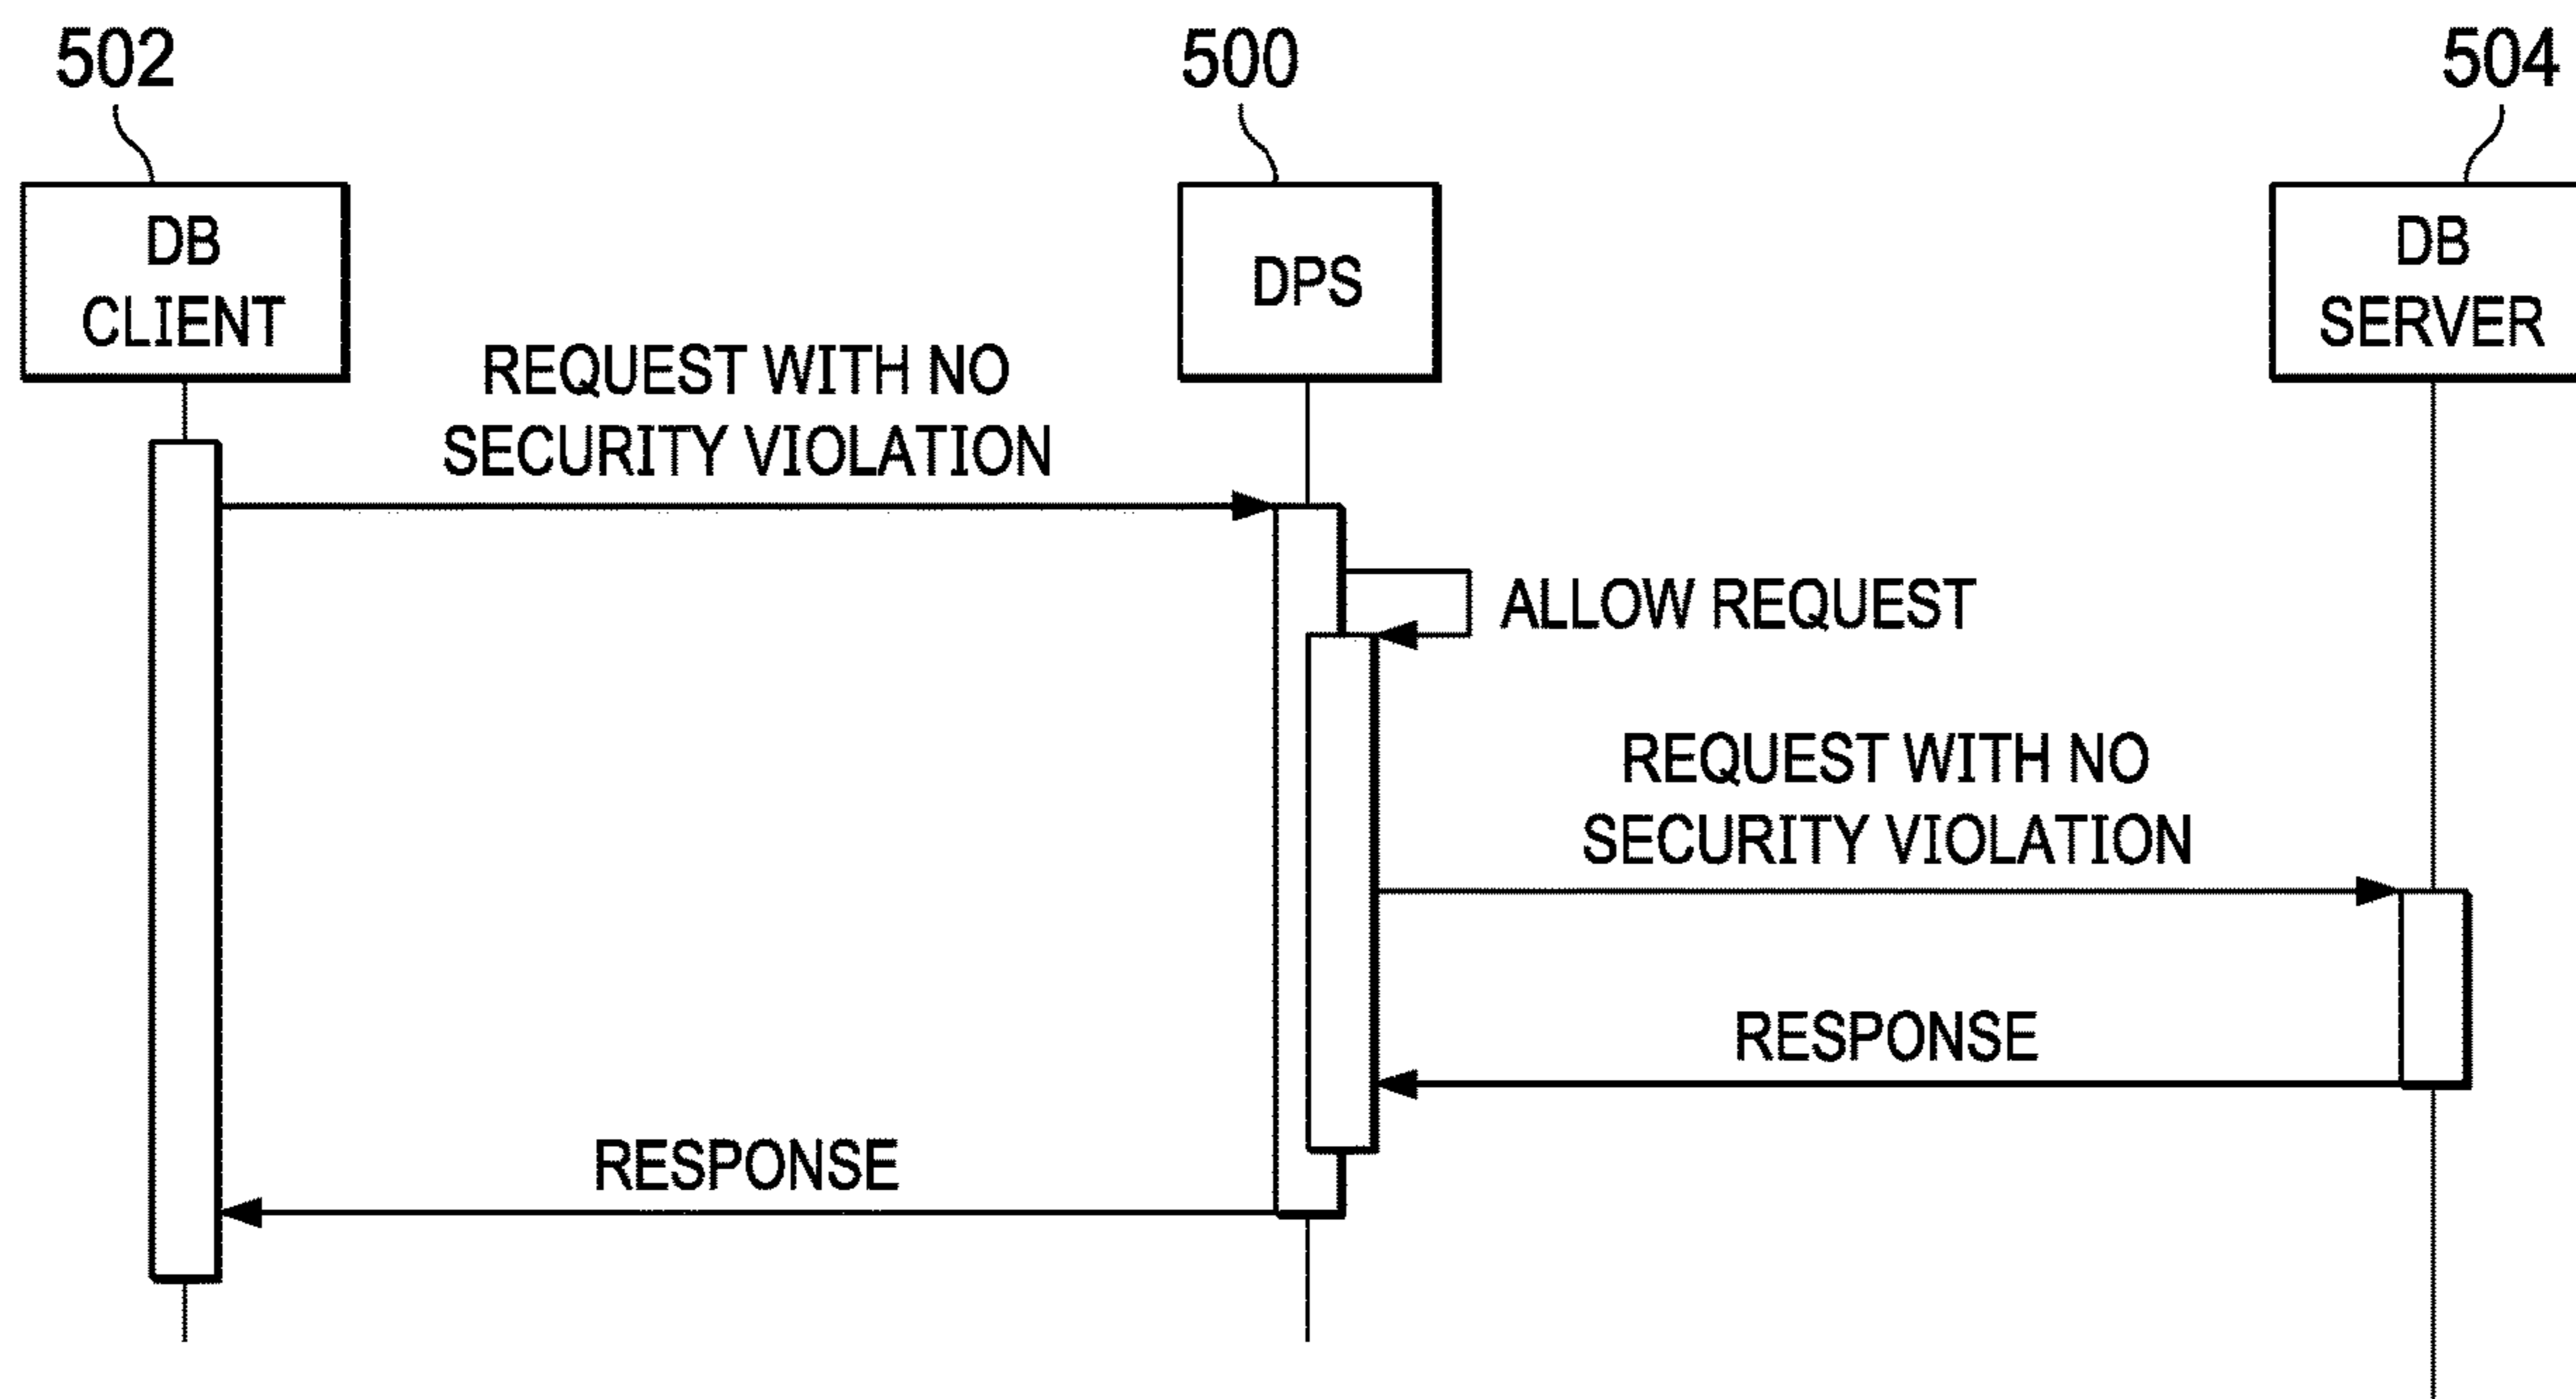 502
500
504
DB
CLIENT
DPS
DB
SERVER
REQUEST WITH NO
SECURITY VIOLATION
ALLOW REQUEST
REQUEST WITH NO
SECURITY VIOLATION
RESPONSE
RESPONSE